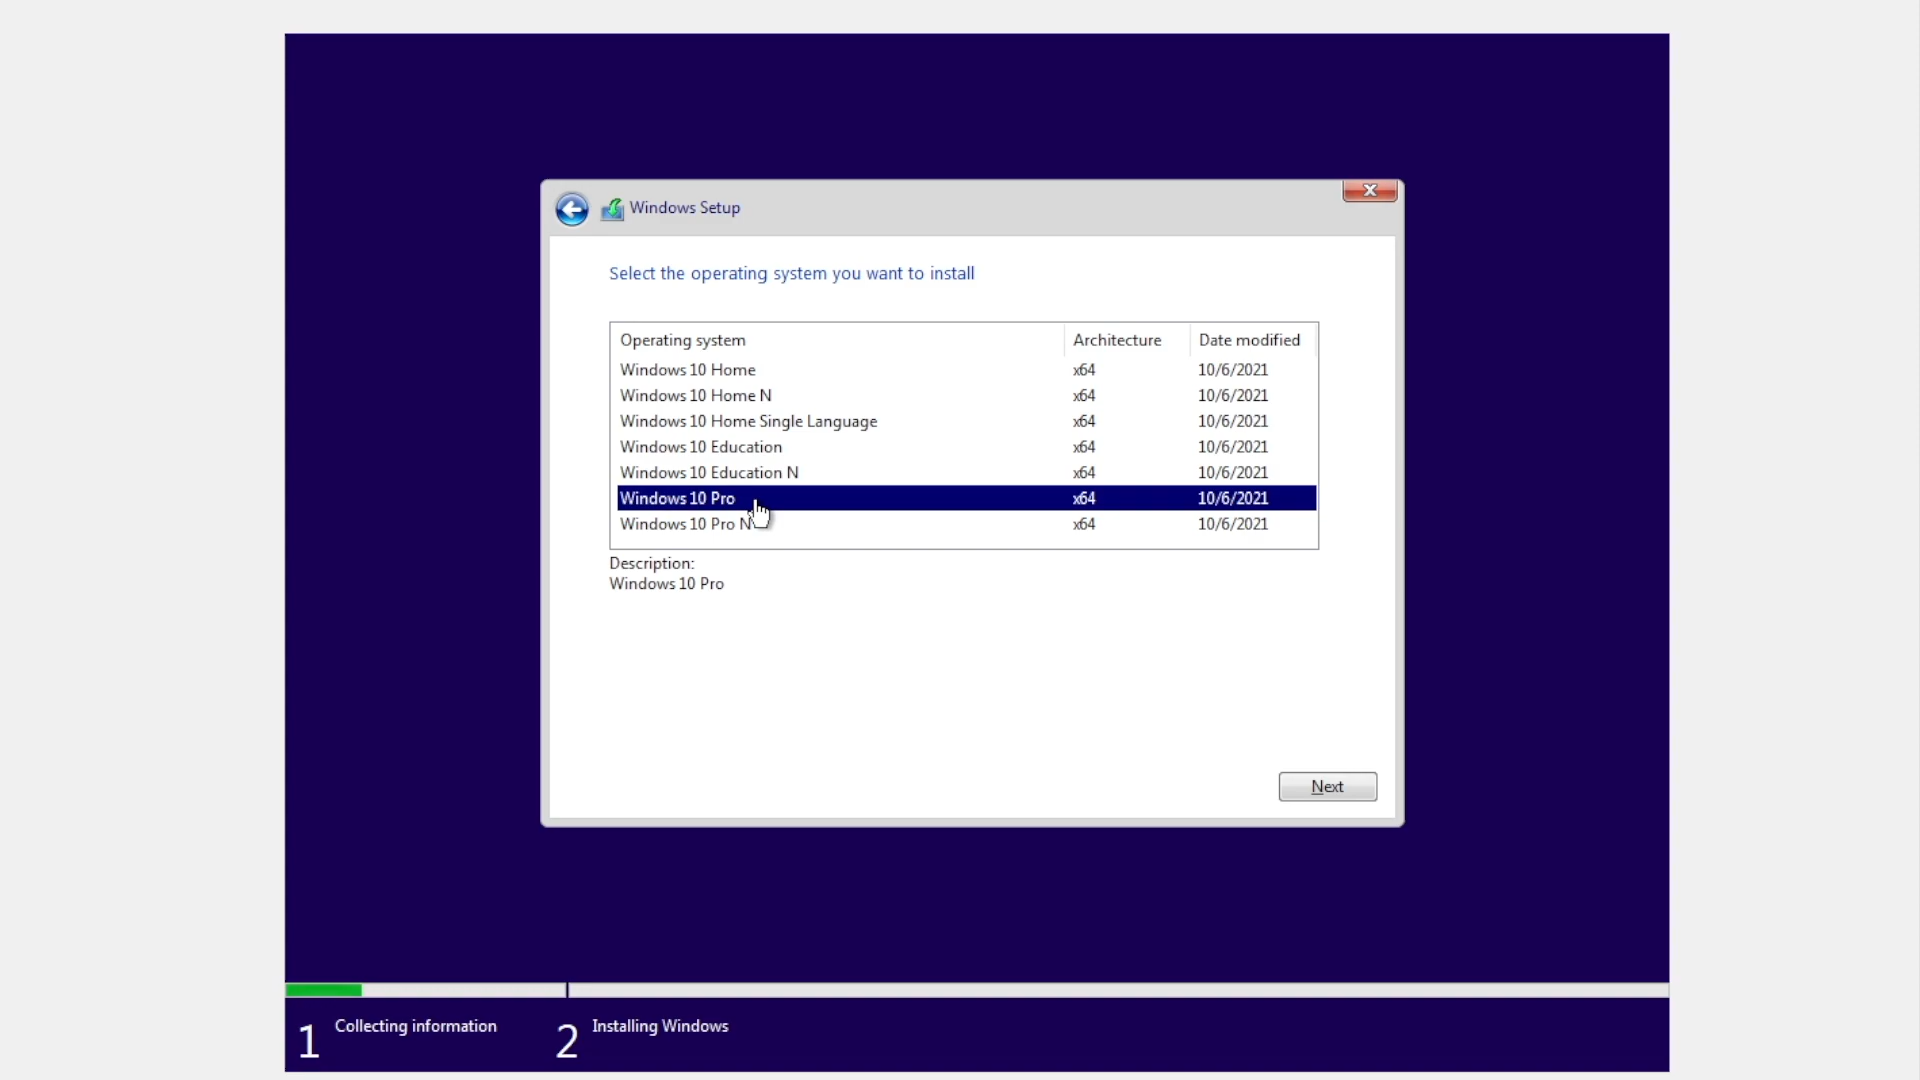 Windows Setup
Select the operating system you want to install
Operating system Architecture Date modified
Windows 10 Home x64 10/6/2021
Windows 10 Home N x64 10/6/2021
Windows 10 Home Single Language x64 10/6/2021
Windows 10 Education x64 10/6/2021
Windows 10 Education N x64 10/6/2021
Windows 10 Pro x64 10/6/2021
Windows 10 Pro N x64 10/6/2021
Description:
Windows 10 Pro
Next
1 Collecting information 2 Installing Windows